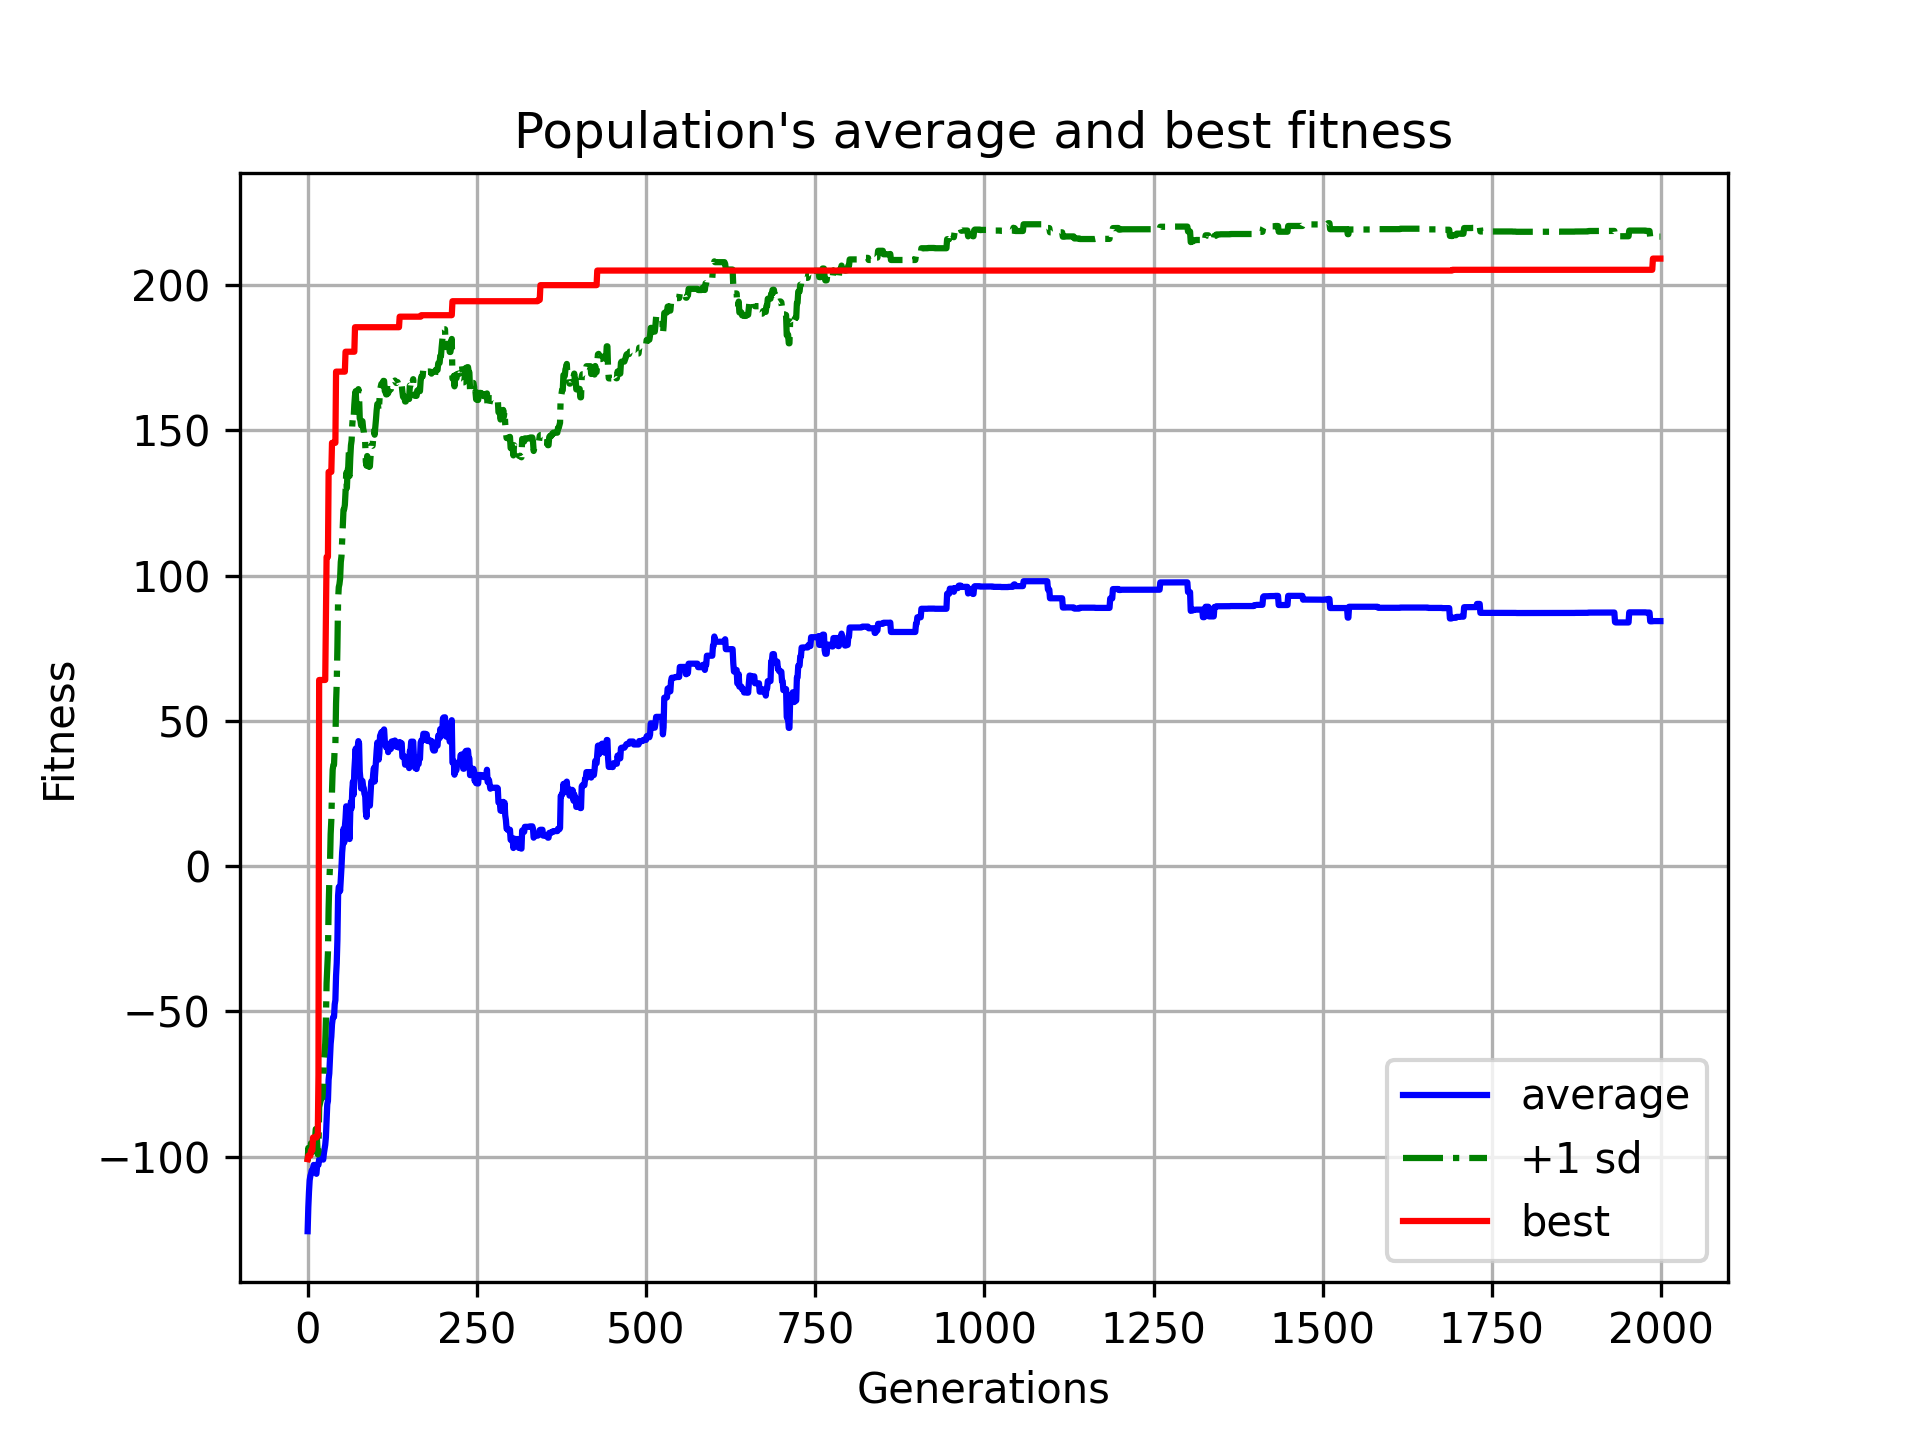 Population's average and best fitness
Fitness
200
150
100
50
0
−50
−100
0 250 500 750 1000 1250 1500 1750 2000
Generations
average
+1 sd
best